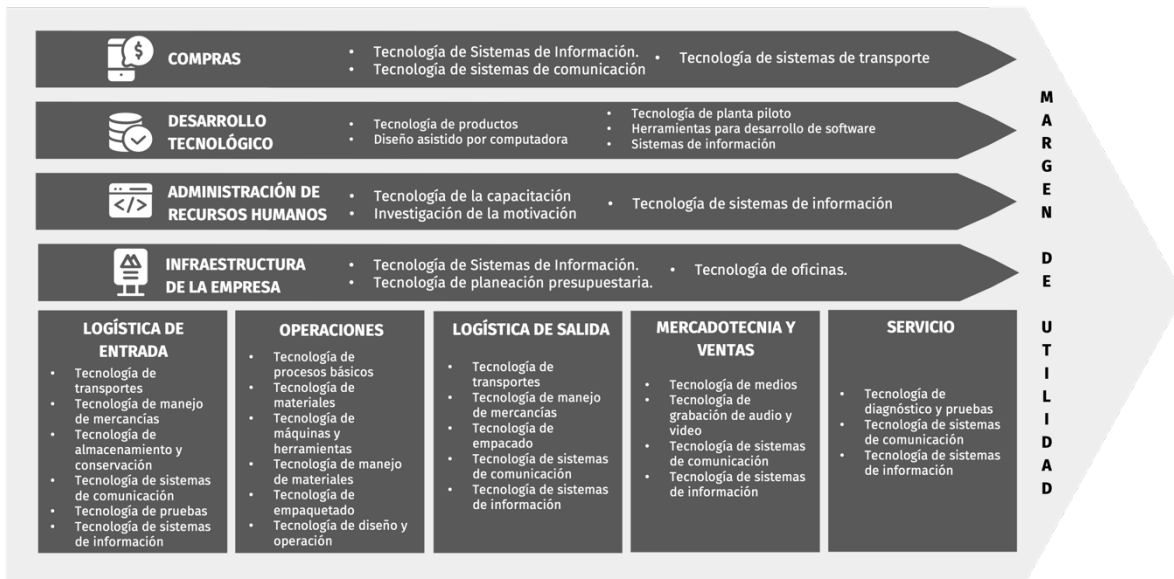 COMPRAS
• Tecnología de Sistemas de Información.
• Tecnología de sistemas de comunicación
• Tecnología de sistemas de transporte
DESARROLLO
TECNOLÓGICO
• Tecnología de productos
• Diseño asistido por computadora
• Tecnología de planta piloto
• Herramientas para desarrollo de software
• Sistemas de información
ADMINISTRACIÓN DE
RECURSOS HUMANOS
• Tecnología de la capacitación
• Investigación de la motivación
• Tecnología de sistemas de información
INFRAESTRUCTURA
DE LA EMPRESA
• Tecnología de Sistemas de Información.
• Tecnología de planeación presupuestaria.
• Tecnología de oficinas.
LOGÍSTICA DE
ENTRADA
• Tecnología de
transportes
• Tecnología de manejo
de mercancías
• Tecnología de
almacenamiento y
conservación
• Tecnología de sistemas
de comunicación
• Tecnología de pruebas
• Tecnología de sistemas
de información
OPERACIONES
• Tecnología de
procesos básicos
• Tecnología de
materiales
• Tecnología de
máquinas y
herramientas
• Tecnología de manejo
de materiales
• Tecnología de
empaquetado
• Tecnología de diseño y
operación
LOGÍSTICA DE SALIDA
• Tecnología de
transportes
• Tecnología de manejo
de mercancías
• Tecnología de
empacado
• Tecnología de sistemas
de comunicación
• Tecnología de sistemas
de información
MERCADOTECNIA Y
VENTAS
• Tecnología de medios
• Tecnología de
grabación de audio y
video
• Tecnología de sistemas
de comunicación
• Tecnología de sistemas
de información
SERVICIO
• Tecnología de
diagnóstico y pruebas
• Tecnología de sistemas
de comunicación
• Tecnología de sistemas
de información
MARGEN DE UTILIDAD